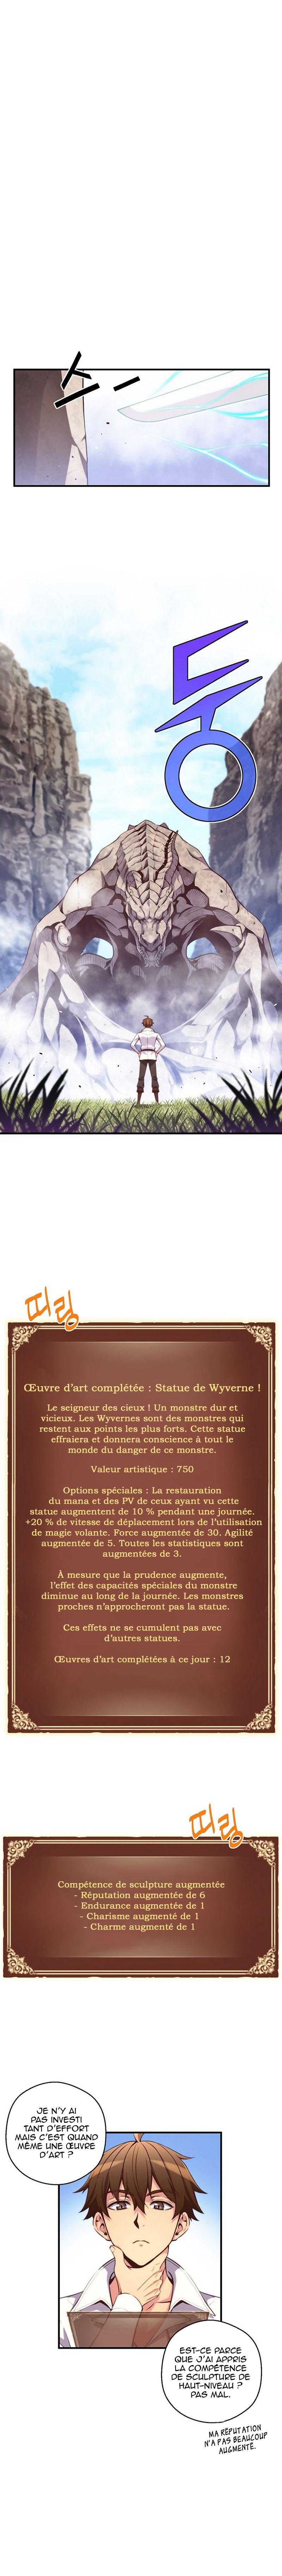 스
둥
띠링
Œuvre d'art complétée : Statue de Wyverne !
Le seigneur des cieux ! Un monstre dur et
vicieux. Les Wyvernes sont des monstres qui
restent aux points les plus forts. Cette statue
effraiera et donnera conscience à tout le
monde du danger de ce monstre.
Valeur artistique : 750
Options spéciales : La restauration
du mana et des PV de ceux ayant vu cette
statue augmentent de 10 % pendant une journée.
+20 % de vitesse de déplacement lors de l'utilisation
de magie volante. Force augmentée de 30. Agilité
augmentée de 5. Toutes les statistiques sont
augmentées de 3.
À mesure que la prudence augmente,
l'effet des capacités spéciales du monstre
diminue au long de la journée. Les monstres
proches n'approcheront pas la statue.
Ces effets ne se cumulent pas avec
d'autres statues.
Œuvres d'art complétées à ce jour : 12
띠링
Compétence de sculpture augmentée
- Réputation augmentée de 6
- Endurance augmentée de 1
- Charisme augmenté de 1
- Charme augmenté de 1
JE N'Y AI
PAS INVESTI
TANT D'EFFORT
MAIS C'EST QUAND
MÊME UNE ŒUVRE
D'ART ?
EST-CE PARCE
QUE J'AI APPRIS
LA COMPÉTENCE
DE SCULPTURE DE
HAUT-NIVEAU ?
PAS MAL.
MA RÉPUTATION
N'A PAS BEAUCOUP
AUGMENTÉ.